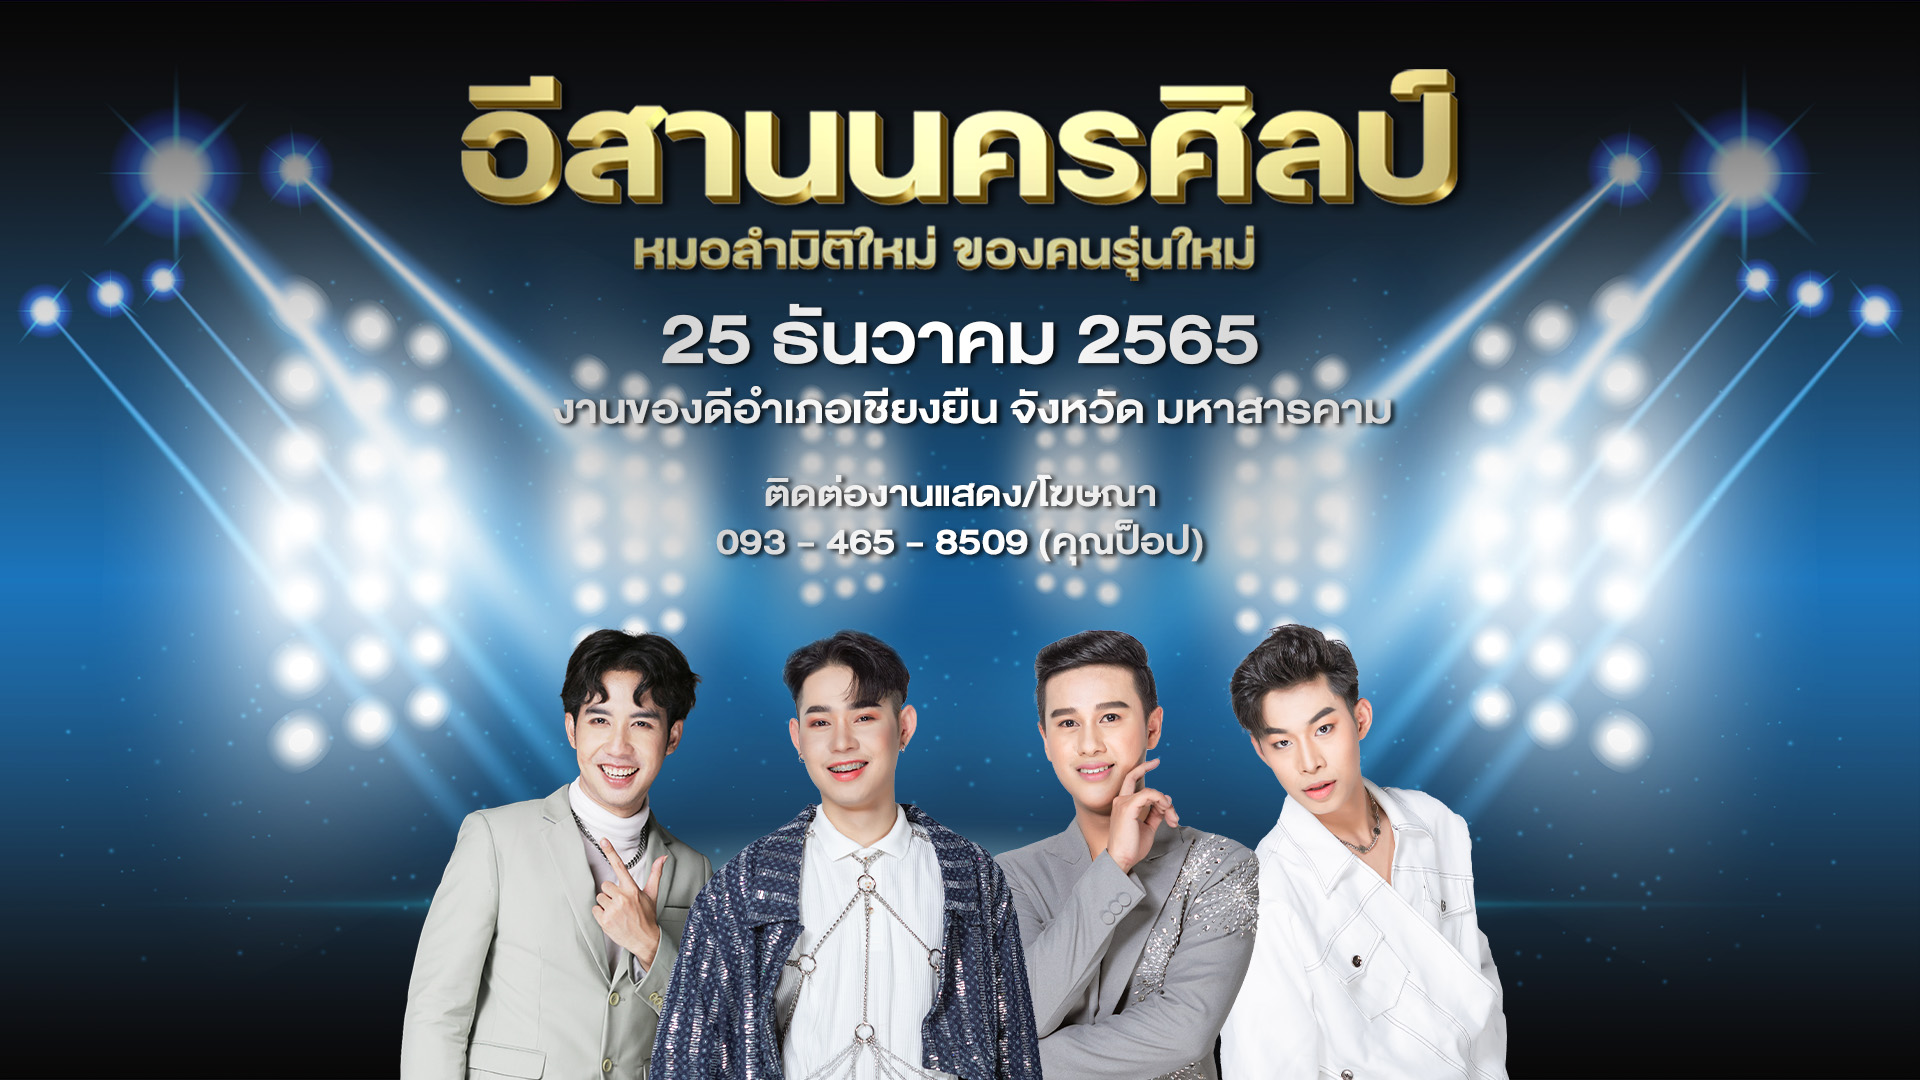 อีสานนครศิลป์
หมอลำมิติใหม่ ของคนรุ่นใหม่
25 ธันวาคม 2565
งานของดีอำเภอเชียงยืน จังหวัด มหาสารคาม
ติดต่องานแสดง/โฆษณา
093 - 465 - 8509 (คุณป็อป)